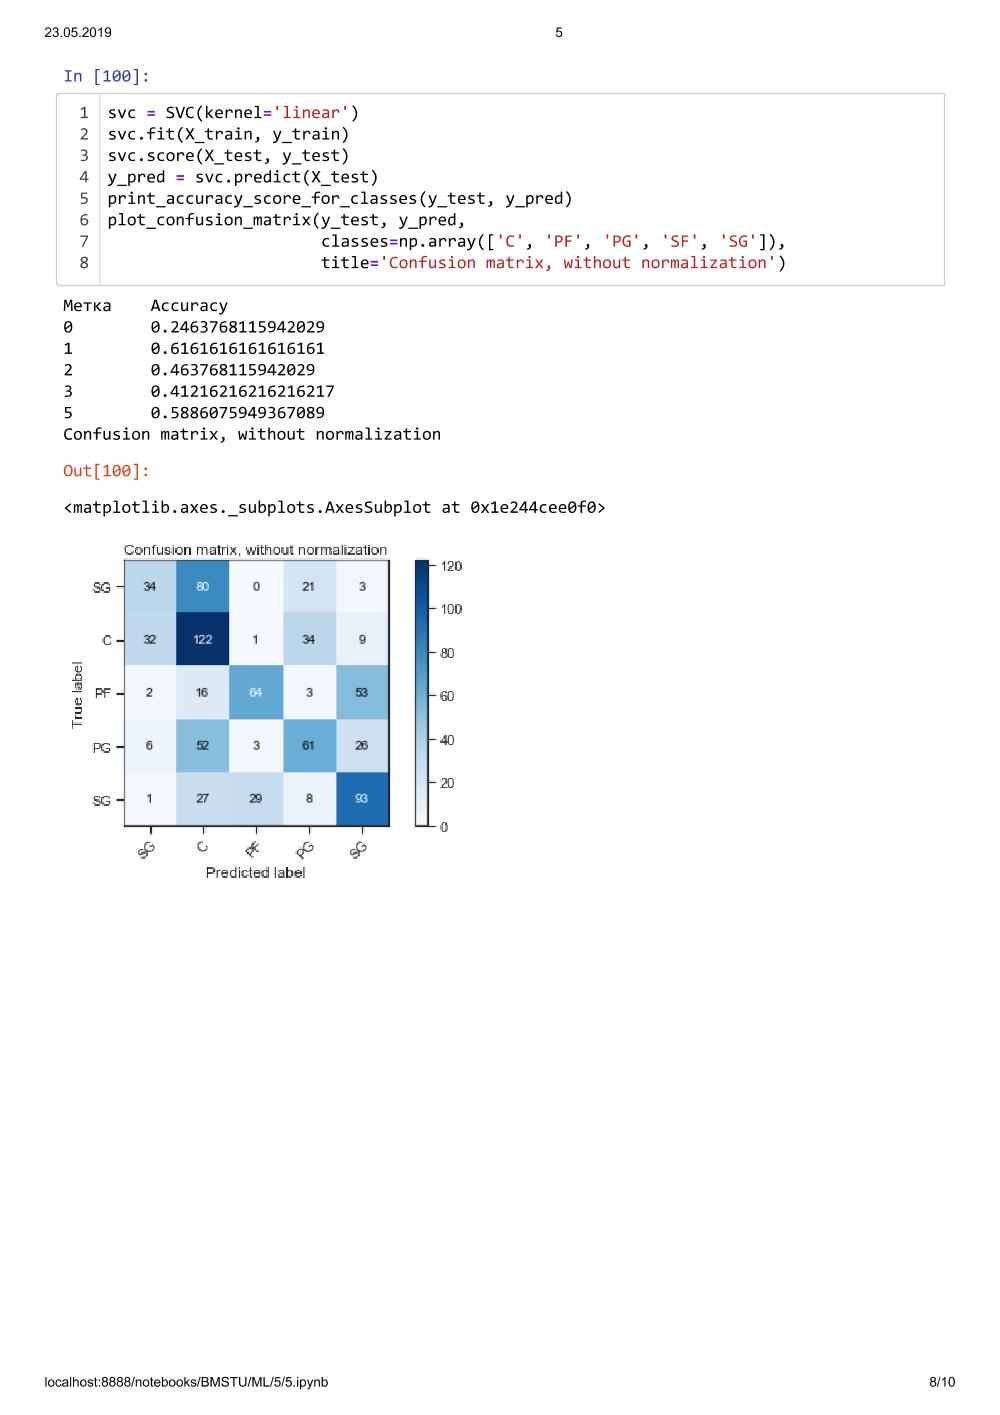 23.05.2019 5
In [100]:
1 svc = SVC(kernel='linear')
2 svc.fit(X_train, y_train)
3 svc.score(X_test, y_test)
4 y_pred = svc.predict(X_test)
5 print_accuracy_score_for_classes(y_test, y_pred)
6 plot_confusion_matrix(y_test, y_pred,
7 classes=np.array(['C', 'PF', 'PG', 'SF', 'SG']),
8 title='Confusion matrix, without normalization')
Метка Accuracy
0 0.2463768115942029
1 0.6161616161616161
2 0.463768115942029
3 0.41216216216216217
5 0.5886075949367089
Confusion matrix, without normalization
Out[100]:
<matplotlib.axes._subplots.AxesSubplot at 0x1e244cee0f0>
Confusion matrix, without normalization
SG 34 80 0 21 3
C 32 122 1 34 9
PF 2 16 64 3 53
PG 6 52 3 61 26
SG 1 27 29 8 93
SG C PF PG SG
True label
Predicted label
120
100
80
60
40
20
0
localhost:8888/notebooks/BMSTU/ML/5/5.ipynb 8/10